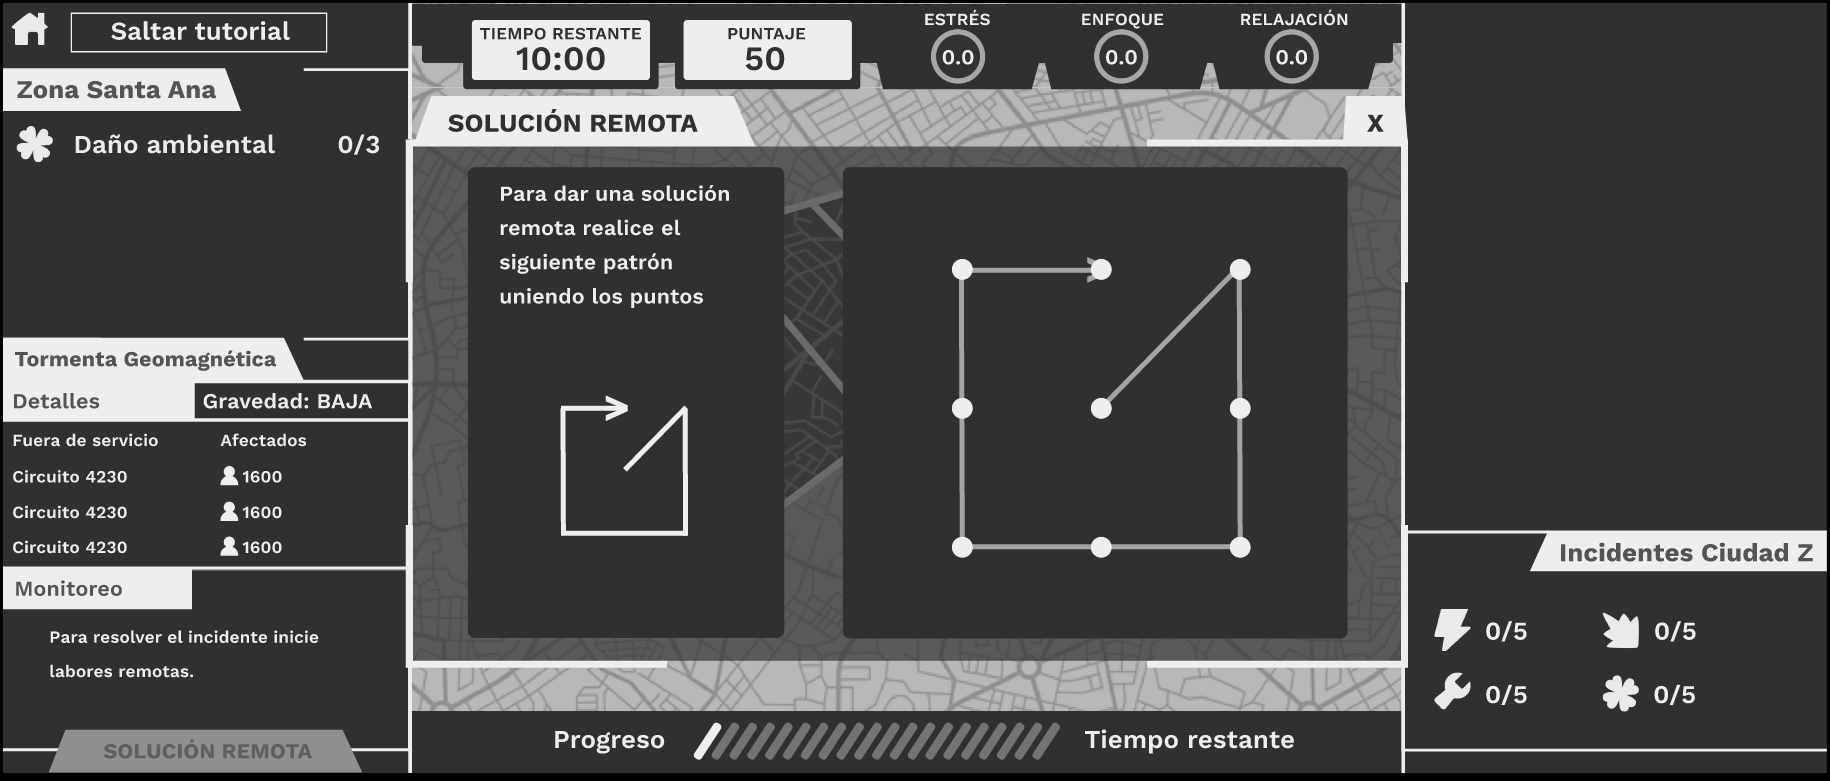 Saltar tutorial
Zona Santa Ana
Daño ambiental 0/3
Tormenta Geomagnética
Detalles Gravedad: BAJA
Fuera de servicio Afectados
Circuito 4230 1600
Circuito 4230 1600
Circuito 4230 1600
Monitoreo
Para resolver el incidente inicie
labores remotas.
SOLUCIÓN REMOTA
TIEMPO RESTANTE
10:00
PUNTAJE
50
ESTRÉS
0.0
ENFOQUE
0.0
RELAJACIÓN
0.0
SOLUCIÓN REMOTA
X
Para dar una solución
remota realice el
siguiente patrón
uniendo los puntos
Progreso Tiempo restante
Incidentes Ciudad Z
0/5 0/5
0/5 0/5